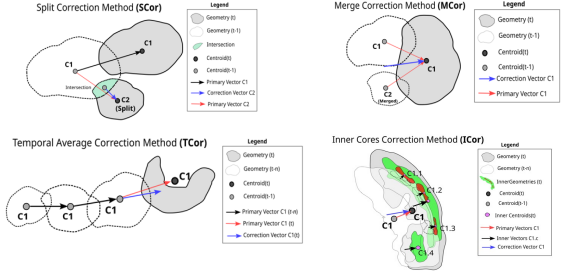 Split Correction Method (SCor)
C1
C1
Intersection
C2
(Split)
Legend
Geometry (t)
Geometry (t-1)
Intersection
Centroid(t)
Centroid(t-1)
Primary Vector C1
Correction Vector C2
Primary Vector C2
Merge Correction Method (MCor)
C1
C1
C2
(Merged)
Legend
Geometry (t)
Geometry (t-1)
Centroid(t)
Centroid(t-1)
Correction Vector C1
Primary Vector C1
Temporal Average Correction Method (TCor)
C1
C1
C1
C1
Legend
Geometry (t)
Geometry (t-n)
Centroid(t)
Centroid(t-1)
Primary Vector C1 (t-n)
Primary Vector C1 (t)
Correction Vector C1(t)
Inner Cores Correction Method (ICor)
C1.1
C1.2
C1
C1
C1.3
C1.4
Legend
Geometry (t)
Geometry (t-n)
InnerGeometries (t)
Centroid(t)
Centroid(t-1)
Inner Centroids(t)
Primary Vectors C1
Inner Vectors C1.c
Correction Vector C1